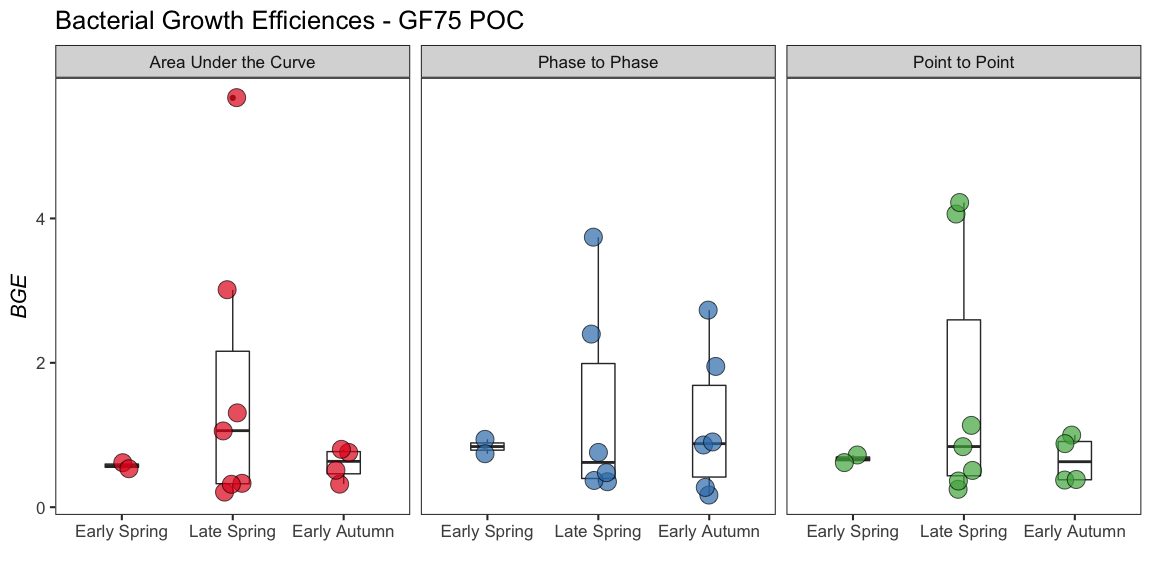 Bacterial Growth Efficiences - GF75 POC
Area Under the Curve Phase to Phase Point to Point
BGE
4
2
0
Early Spring Late Spring Early Autumn Early Spring Late Spring Early Autumn Early Spring Late Spring Early Autumn